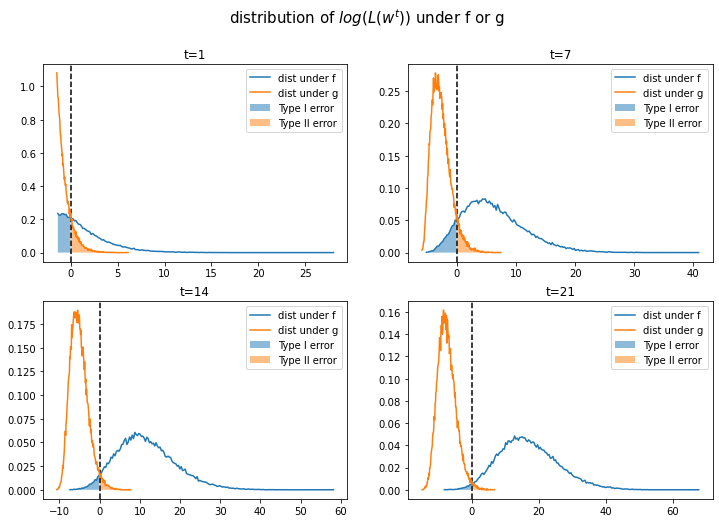 distribution of log(L(w^t)) under f or g
t=1
1.0
0.8
0.6
0.4
0.2
0.0
0
5
10
15
20
25
dist under f
dist under g
Type I error
Type II error
t=7
0.25
0.20
0.15
0.10
0.05
0.00
0
10
20
30
40
dist under f
dist under g
Type I error
Type II error
t=14
0.175
0.150
0.125
0.100
0.075
0.050
0.025
0.000
−10
0
10
20
30
40
50
60
dist under f
dist under g
Type I error
Type II error
t=21
0.16
0.14
0.12
0.10
0.08
0.06
0.04
0.02
0.00
0
20
40
60
dist under f
dist under g
Type I error
Type II error